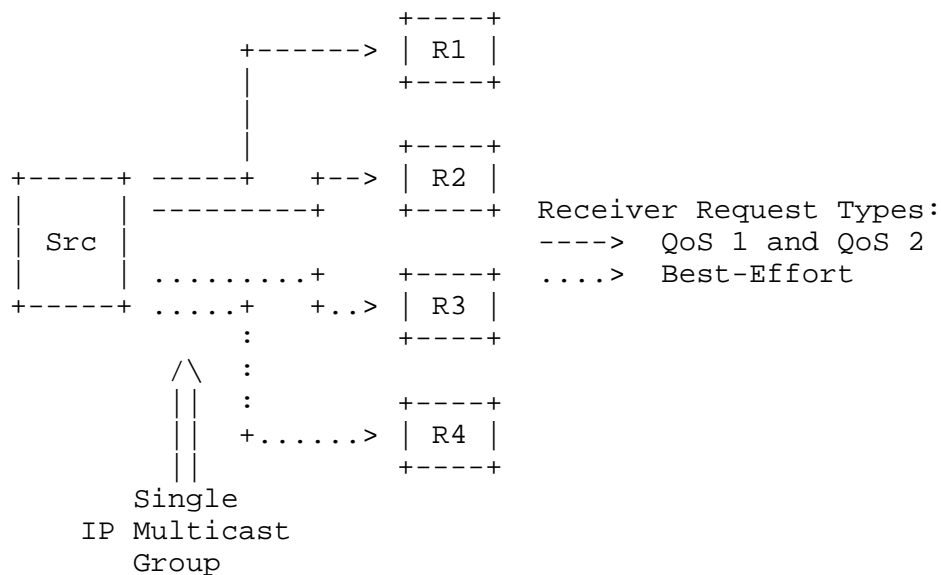 R1
R2
Receiver Request Types:
Src
----> QoS 1 and QoS 2
....> Best-Effort
R3
R4
Single
IP Multicast
Group